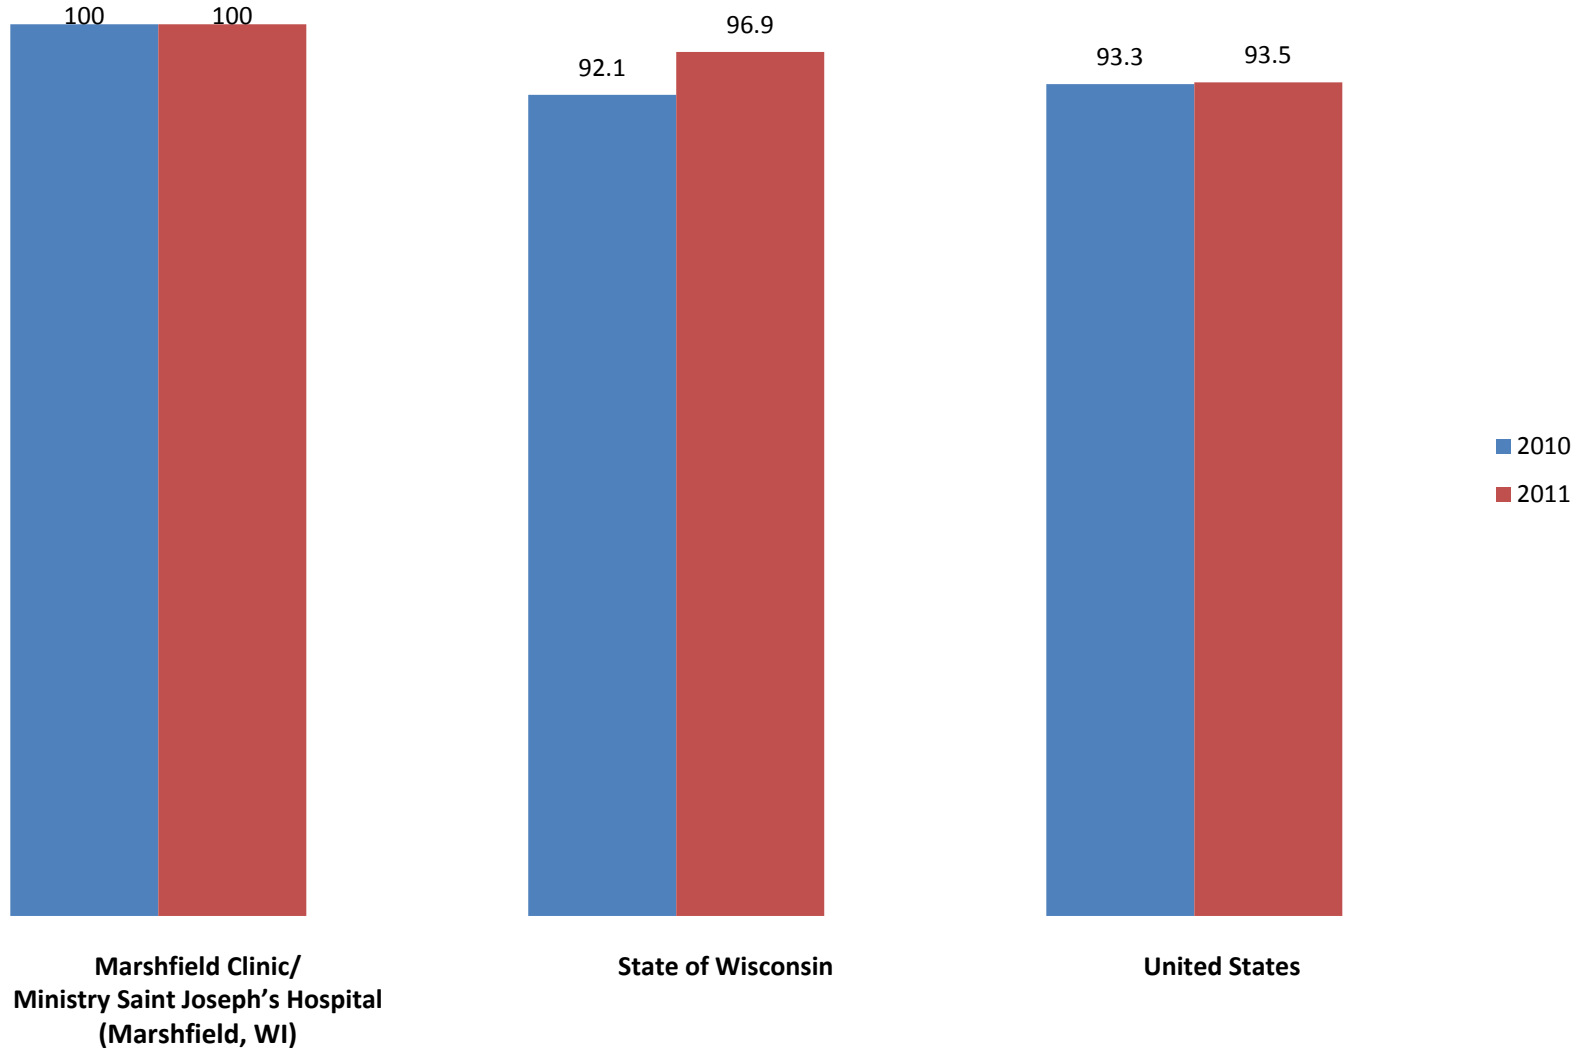 100
100
92.1
96.9
93.3
93.5
2010
2011
Marshfield Clinic/
Ministry Saint Joseph’s Hospital
(Marshfield, WI)
State of Wisconsin
United States